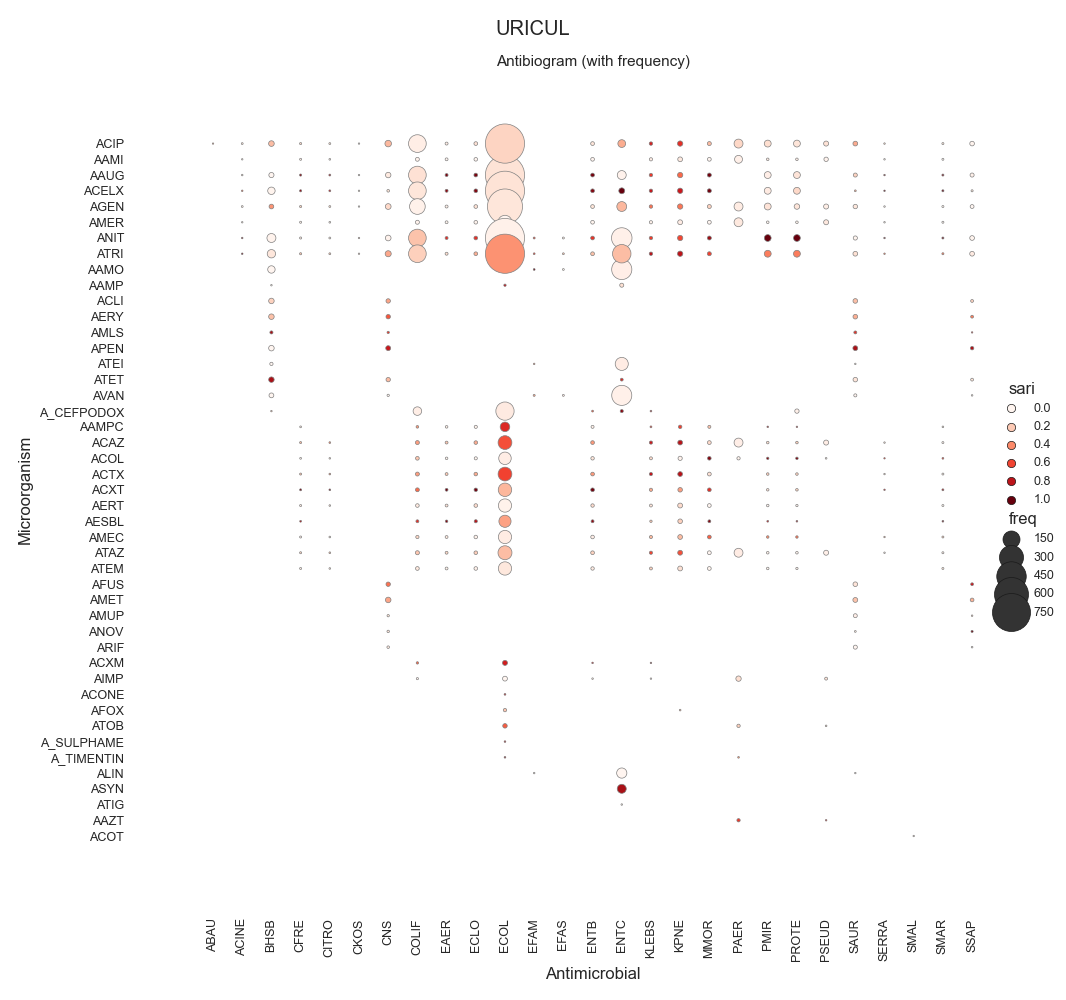 URICUL
Antibiogram (with frequency)
ACIP
AAMI
AAUG
ACELX
AGEN
AMER
ANIT
ATRI
AAMO
AAMP
ACLI
AERY
AMLS
APEN
ATEI
ATET
AVAN
A_CEFPODOX
AAMPC
ACAZ
ACOL
ACTX
ACXT
AERT
AESBL
AMEC
ATAZ
ATEM
AFUS
AMET
AMUP
ANOV
ARIF
ACXM
AIMP
ACONE
AFOX
ATOB
A_SULPHAME
A_TIMENTIN
ALIN
ASYN
ATIG
AAZT
ACOT
Microorganism
sari
0.0
0.2
0.4
0.6
0.8
1.0
freq
150
300
450
600
750
ABAU
ACINE
BHSB
CFRE
CITRO
CKOS
CNS
COLIF
EAER
ECLO
ECOL
EFAM
EFAS
ENTB
ENTC
KLEBS
KPNE
MMOR
PAER
PMIR
PROTE
PSEUD
SAUR
SERRA
SMAL
SMAR
SSAP
Antimicrobial